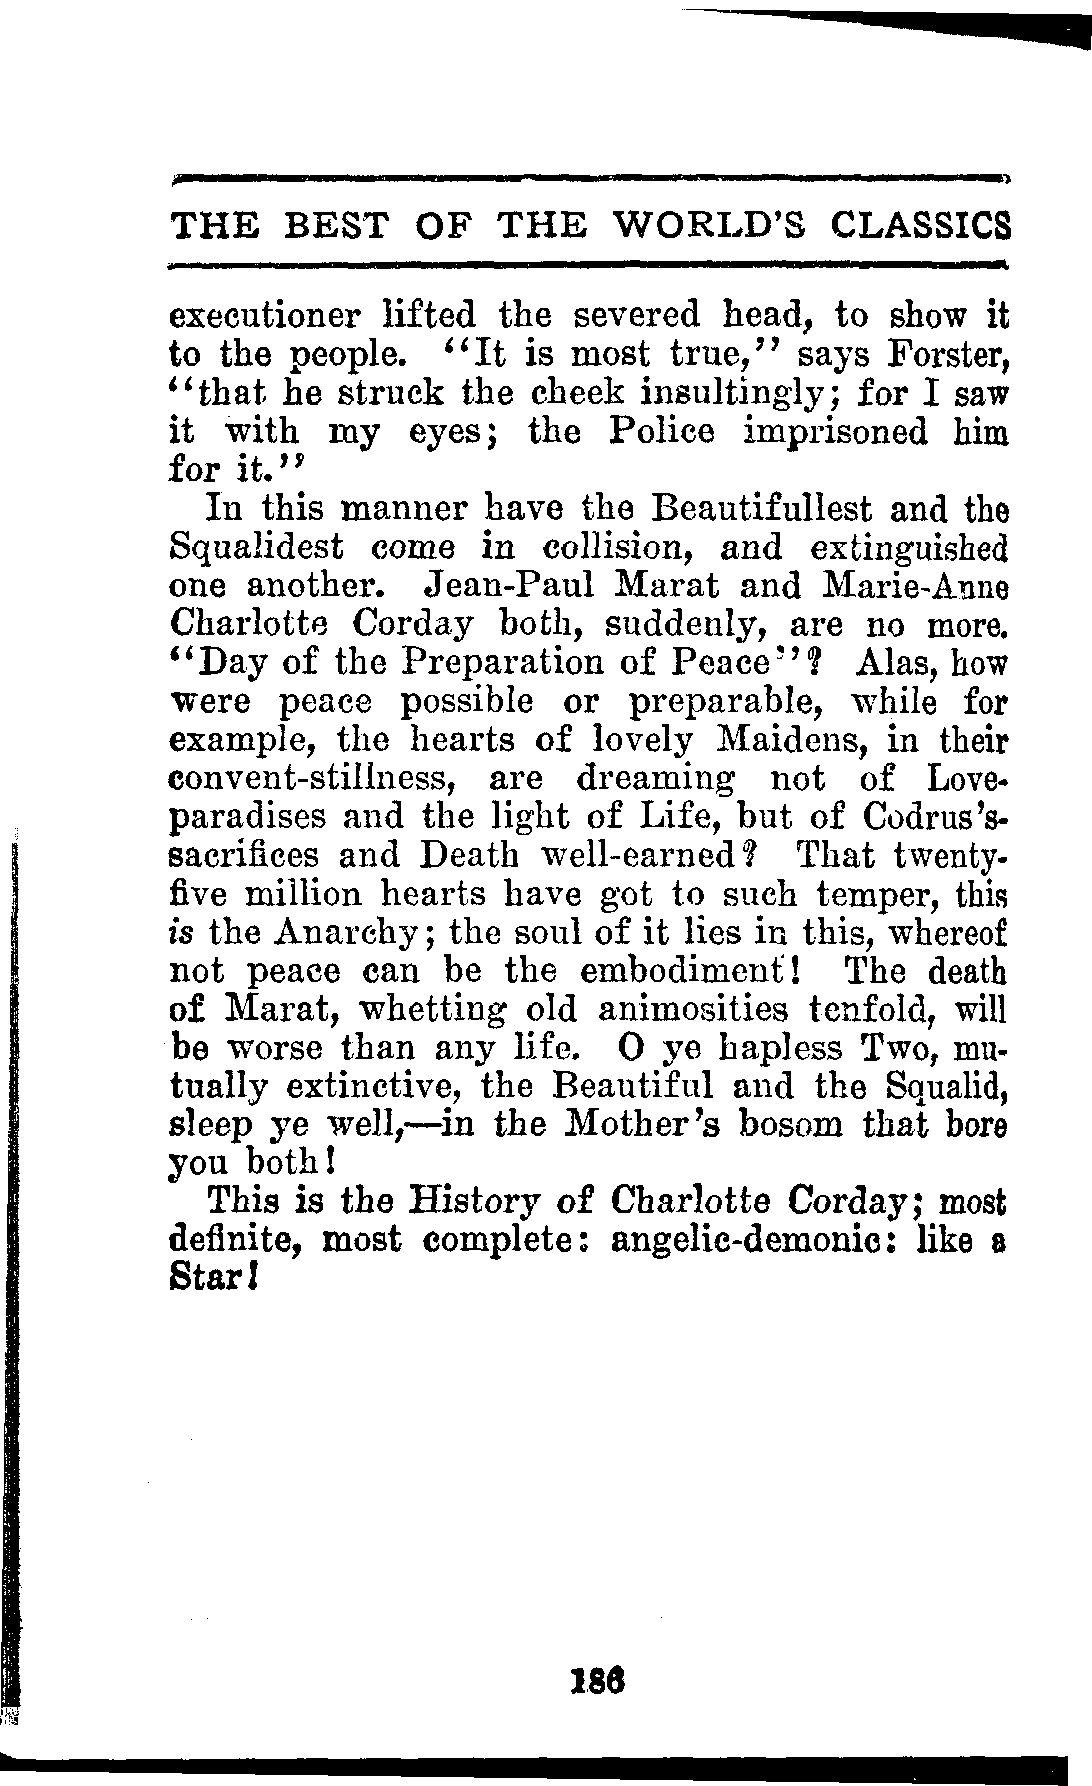 THE BEST OF THE WORLD'S CLASSICS
executioner lifted the severed head, to show it
to the people. "It is most true," says Forster,
"that he struck the cheek insultingly; for I saw
it with my eyes; the Police imprisoned him
for it."
In this manner have the Beautifullest and the
Squalidest come in collision, and extinguished
one another. Jean-Paul Marat and Marie-Anne
Charlotte Corday both, suddenly, are no more.
"Day of the Preparation of Peace"? Alas, how
were peace possible or preparable, while for
example, the hearts of lovely Maidens, in their
convent-stillness, are dreaming not of Love-
paradises and the light of Life, but of Codrus's-
sacrifices and Death well-earned? That twenty-
five million hearts have got to such temper, this
is the Anarchy; the soul of it lies in this, whereof
not peace can be the embodiment! The death
of Marat, whetting old animosities tenfold, will
be worse than any life. O ye hapless Two, mu-
tually extinctive, the Beautiful and the Squalid,
sleep ye well,—in the Mother's bosom that bore
you both!
This is the History of Charlotte Corday; most
definite, most complete: angelic-demonic: like a
Star!
186